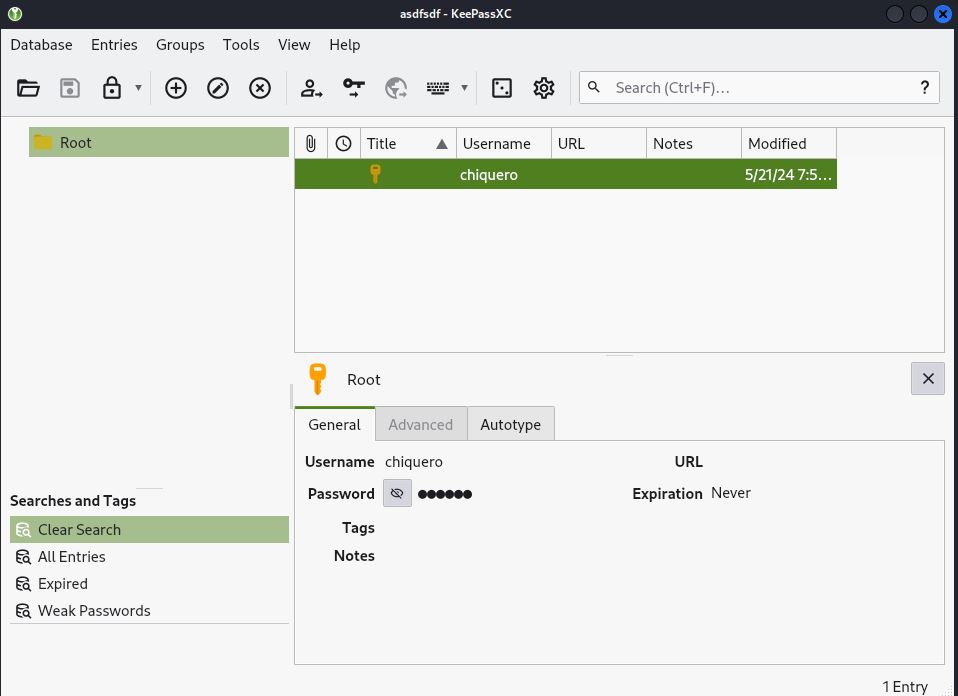 asdfsdf - KeePassXC
Database Entries Groups Tools View Help
Search (Ctrl+F)... ?
Root
Title Username URL Notes Modified
chiquero 5/21/24 7:5...
Root
General Advanced Autotype
Username chiquero URL
Password ●●●●●● Expiration Never
Tags
Notes
Searches and Tags
Clear Search
All Entries
Expired
Weak Passwords
1 Entry